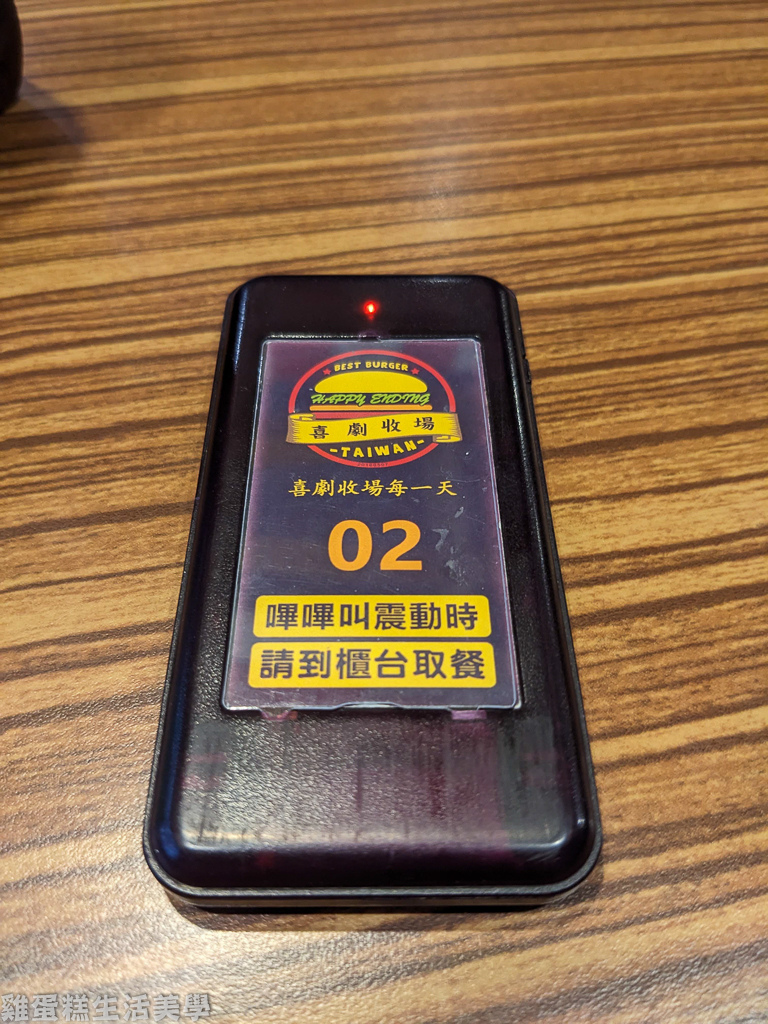 BEST BURGER
HAPPY ENDING
喜劇收場
-TAIWAN-
喜劇收場每一天
02
嗶嗶叫震動時
請到櫃台取餐
雞蛋糕生活美學